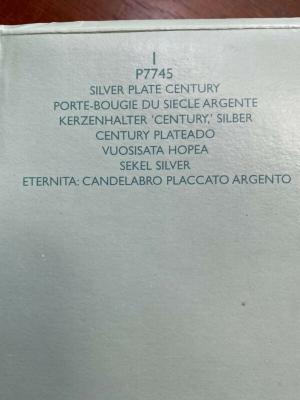 1
P7745
SILVER PLATE CENTURY
PORTE-BOUGIE DU SIECLE ARGENTE
KERZENHALTER 'CENTURY,' SILBER
CENTURY PLATEADO
VUOSISATA HOPEA
SEKEL SILVER
ETERNITA: CANDELABRO PLACCATO ARGENTO